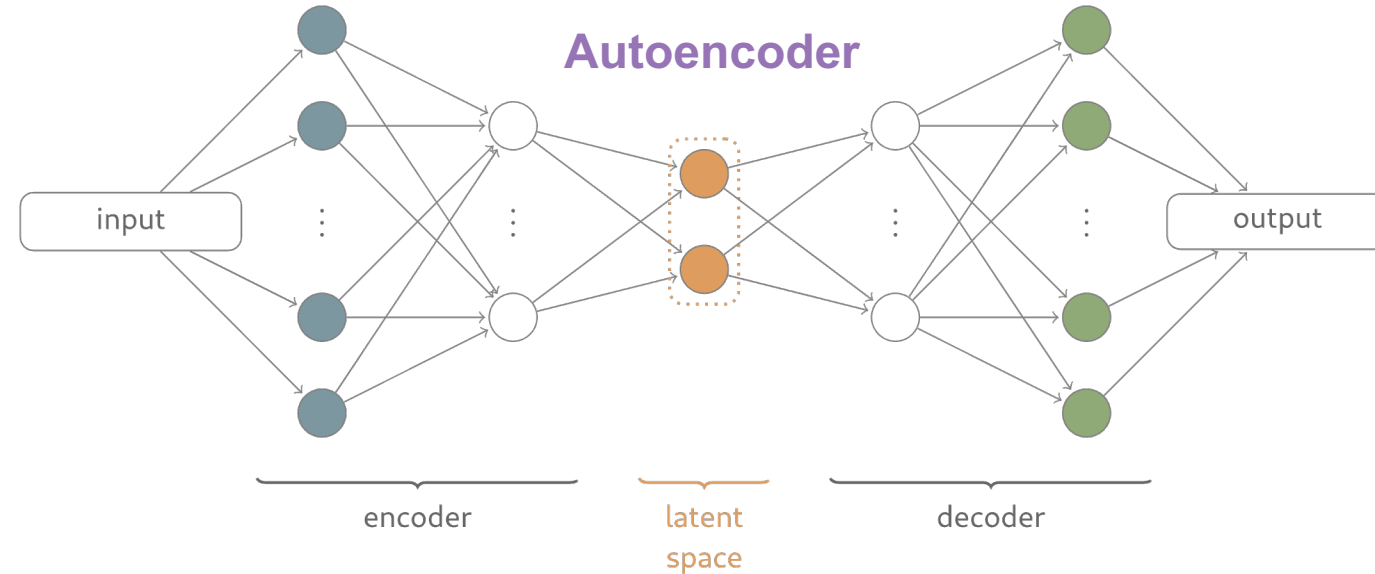 Autoencoder
input
output
encoder
latent
space
decoder